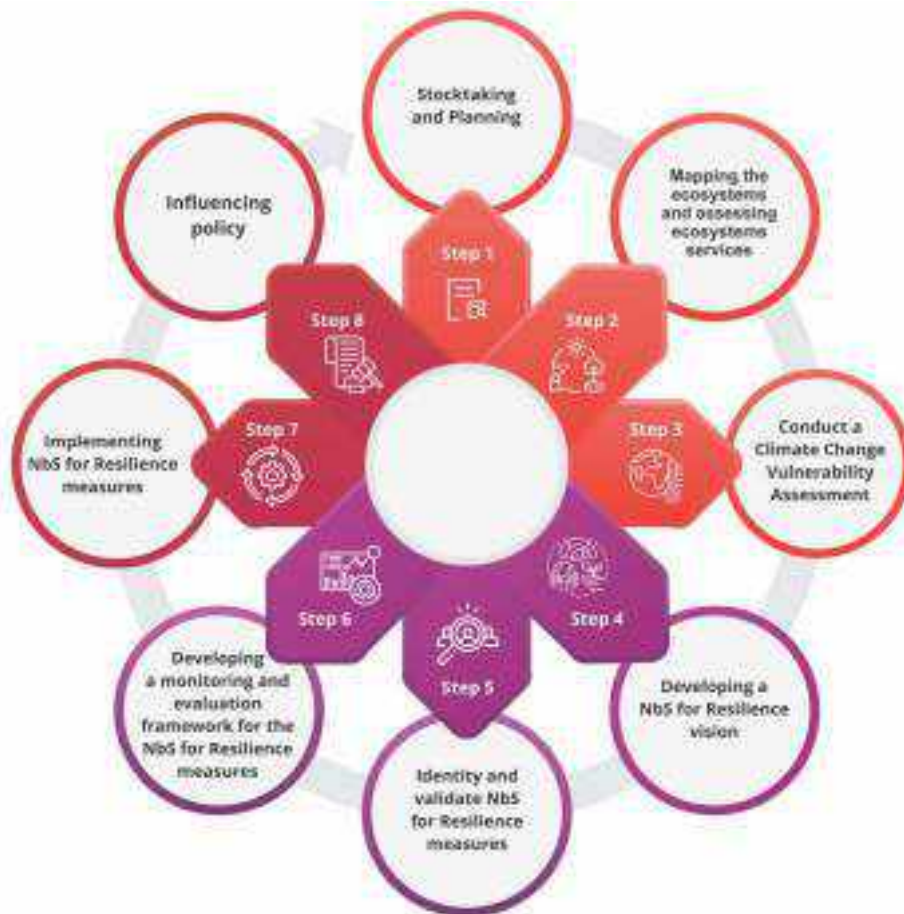 Stocktaking
and Planning
Step 1
Mapping the
ecosystems
and assessing
ecosystems
services
Step 2
Conduct a
Climate Change
Vulnerability
Assessment
Step 3
Developing a
NbS for Resilience
vision
Step 4
Identity and
validate NbS
for Resilience
measures
Step 5
Developing
a monitoring and
evaluation
framework for the
NbS for Resilience
measures
Step 6
Implementing
NbS for Resilience
measures
Step 7
Influencing
policy
Step 8